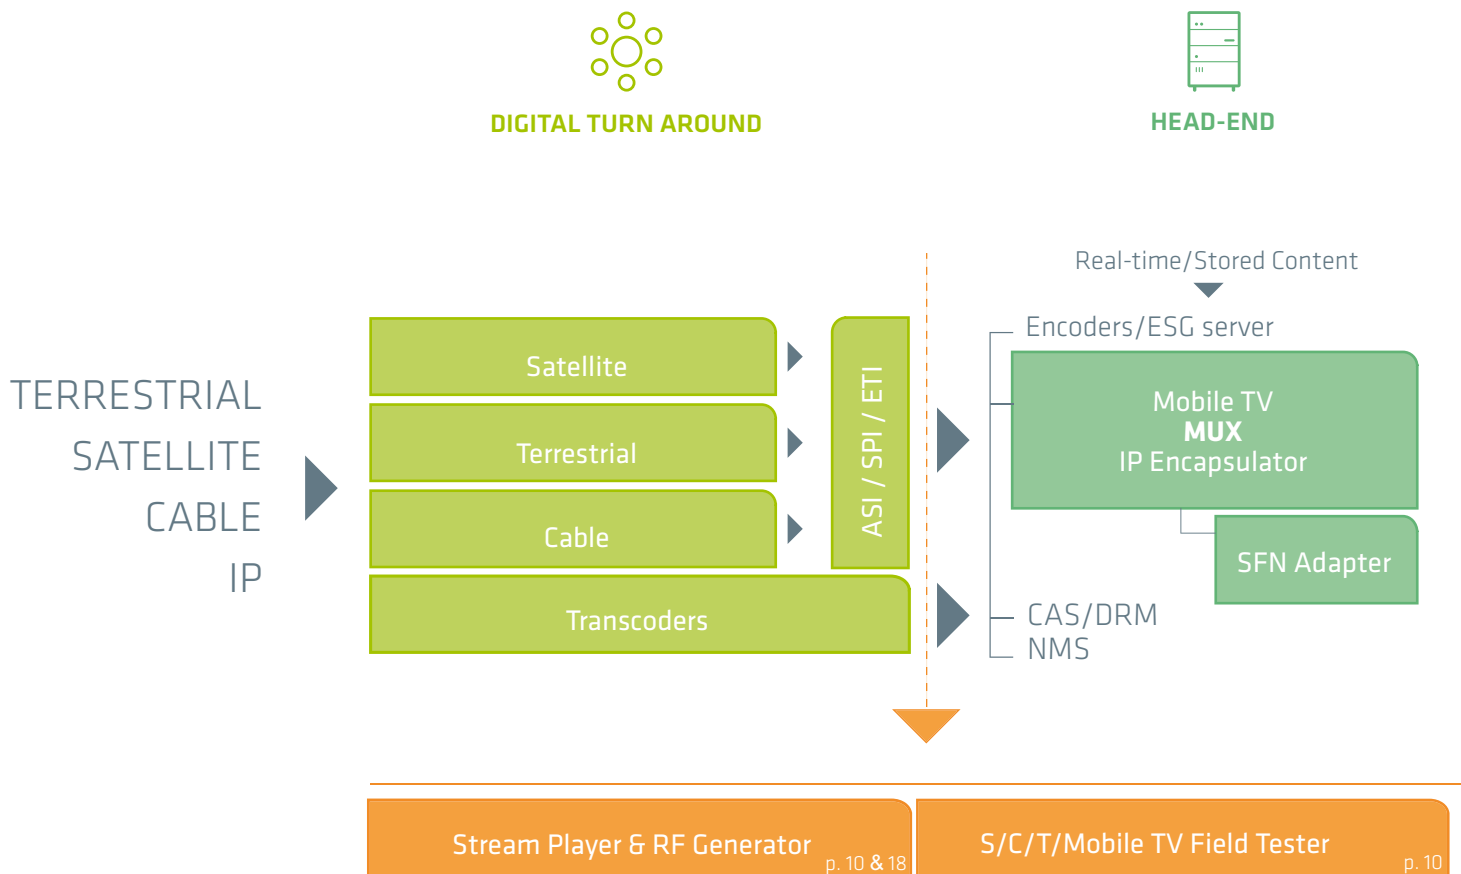 DIGITAL TURN AROUND
HEAD-END
TERRESTRIAL
SATELLITE
CABLE
IP
Satellite
Terrestrial
Cable
Transcoders
ASI / SPI / ETI
Real-time/Stored Content
Encoders/ESG server
Mobile TV
MUX
IP Encapsulator
SFN Adapter
CAS/DRM
NMS
Stream Player & RF Generator
p. 10 & 18
S/C/T/Mobile TV Field Tester
p. 10